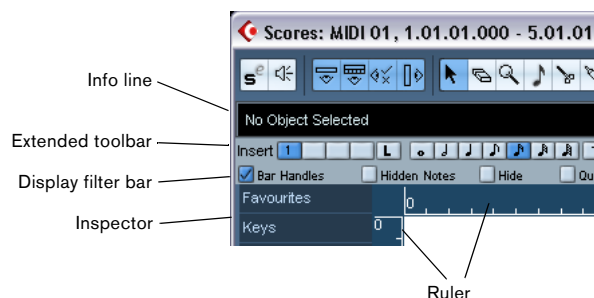 Scores: MIDI 01, 1.01.01.000 - 5.01.01
Info line
No Object Selected
Extended toolbar
Insert 1 L
Display filter bar
Bar Handles Hidden Notes Hide Qu
Inspector
Favourites 0
Keys 0
Ruler